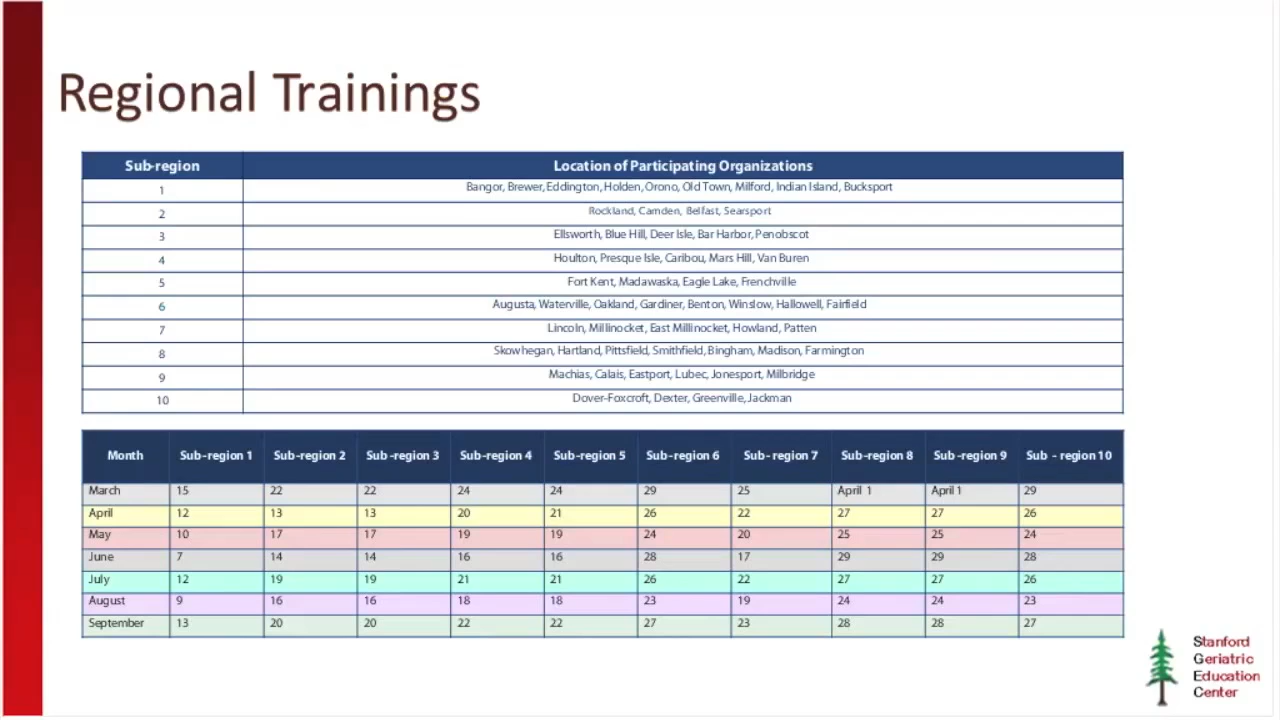 Regional Trainings
Sub-region Location of Participating Organizations
1 Bangor, Brewer, Eddington, Holden, Orono, Old Town, Milford, Indian Island, Bucksport
2 Rockland, Camden, Belfast, Searsport
3 Ellsworth, Blue Hill, Deer Isle, Bar Harbor, Penobscot
4 Houlton, Presque Isle, Caribou, Mars Hill, Van Buren
5 Fort Kent, Madawaska, Eagle Lake, Frenchville
6 Augusta, Waterville, Oakland, Gardiner, Benton, Winslow, Hallowell, Fairfield
7 Lincoln, Millinocket, East Millinocket, Howland, Patten
8 Skowhegan, Hartland, Pittsfield, Smithfield, Bingham, Madison, Farmington
9 Machias, Calais, Eastport, Lubec, Jonesport, Milbridge
10 Dover-Foxcroft, Dexter, Greenville, Jackman
Month Sub-region 1 Sub-region 2 Sub-region 3 Sub-region 4 Sub-region 5 Sub-region 6 Sub-region 7 Sub-region 8 Sub-region 9 Sub - region 10
March 15 22 22 24 24 29 25 April 1 April 1 29
April 12 13 13 20 21 26 22 27 27 26
May 10 17 17 19 19 24 20 25 25 24
June 7 14 14 16 16 28 17 29 29 28
July 12 19 19 21 21 26 22 27 27 26
August 9 16 16 18 18 23 19 24 24 23
September 13 20 20 22 22 27 23 28 28 27
Stanford
Geriatric
Education
Center